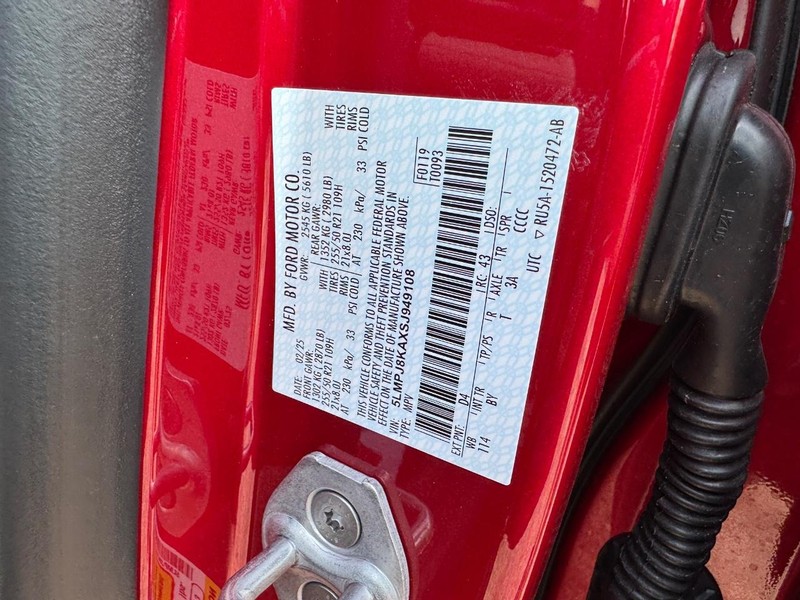 MFD. BY FORD MOTOR CO.
DATE: 02/25 GVWR: 2545 KG ( 5610 LB)
FRONT GAWR: REAR GAWR: WITH
1302 KG ( 2870 LB) 1352 KG ( 2980 LB) TIRES
255/50 R21 109H TIRES 255/50 R21 109H RIMS
21x8.0J RIMS 21x8.0J
AT 230 kPa/ 33 PSI COLD AT 230 kPa/ 33 PSI COLD
THIS VEHICLE CONFORMS TO ALL APPLICABLE FEDERAL MOTOR
VEHICLE SAFETY AND THEFT PREVENTION STANDARDS IN
EFFECT ON THE DATE OF MANUFACTURE SHOWN ABOVE.
VIN: 5LMPJ8KAXSJ949108
TYPE: MPV
F0119
T0093
EXT PNT: D4 RC: 43 DSO:
WB INT TR TP/PS R AXLE TR SPR
114 BY T 3A CCCC
UTC ▽ RU5A-1520472-AB